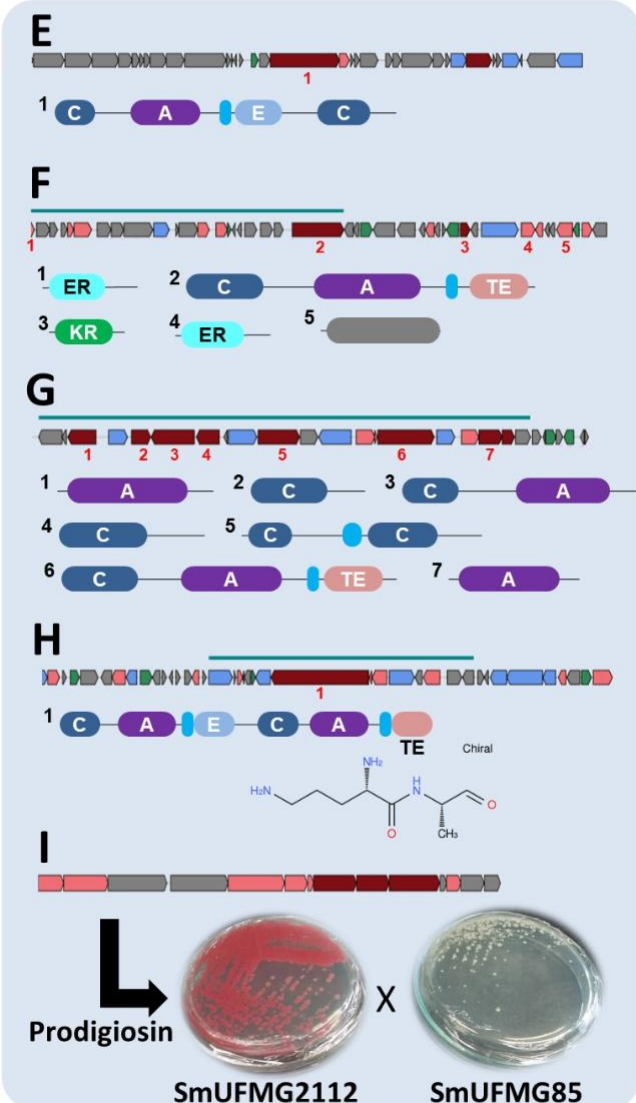 E
1
1 C A E C
F
1 2 3 4 5
1 ER 2 C A TE
3 KR 4 ER 5
G
1 2 3 4 5 6 7
1 A 2 C 3 C A
4 C 5 C C
6 C A TE 7 A
H
1
1 C A E C A
TE Chiral
NH₂
H₂N H N O
O CH₃
I
Prodigiosin X
SmUFMG2112 SmUFMG85